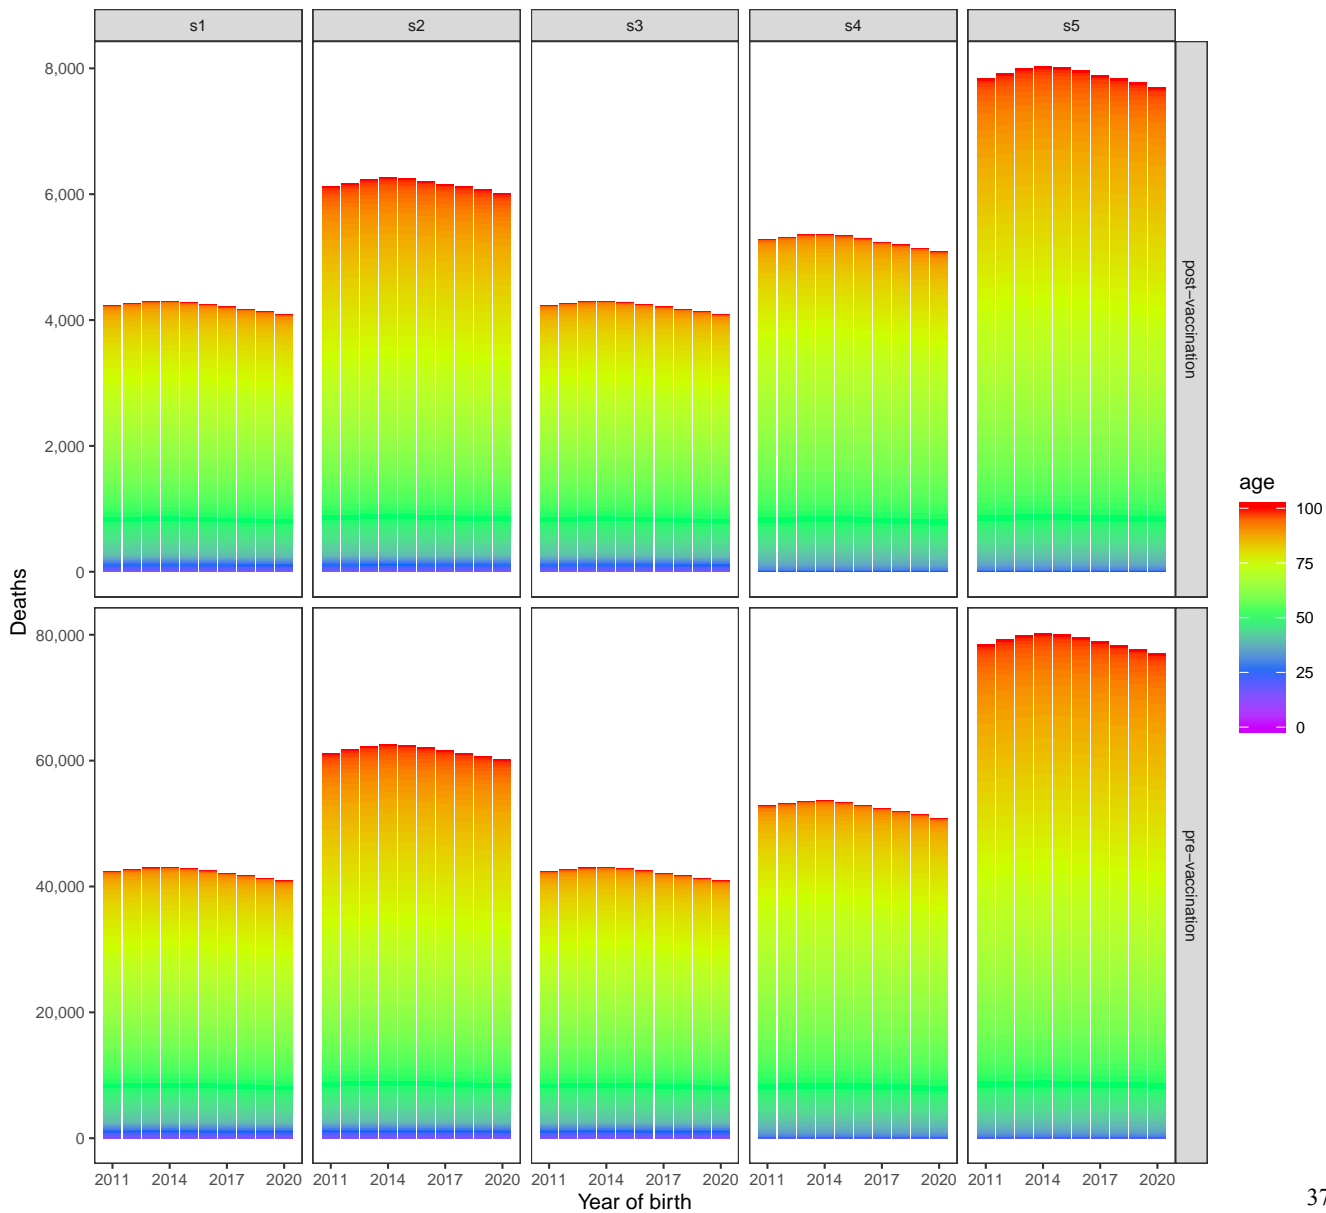 s1 s2 s3 s4 s5
8,000
6,000
4,000
2,000
0
post−vaccination
80,000
60,000
40,000
20,000
0
pre−vaccination
Deaths
2011 2014 2017 2020 2011 2014 2017 2020 2011 2014 2017 2020 2011 2014 2017 2020 2011 2014 2017 2020
Year of birth
age
100
75
50
25
0
37